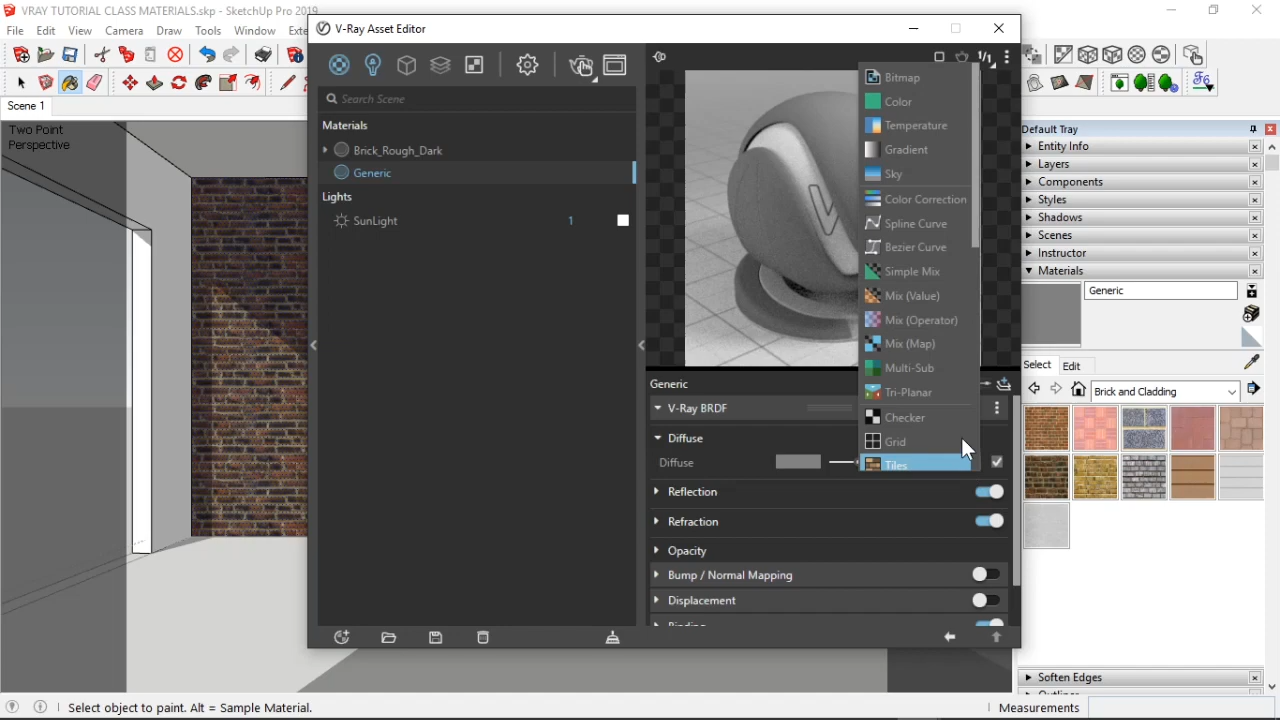 VRAY TUTORIAL CLASS MATERIALS.skp - SketchUp Pro 2019
File Edit View Camera Draw Tools Window Exte
Scene 1
Two Point
Perspective
V-Ray Asset Editor
Search Scene
Materials
Brick_Rough_Dark
Generic
Lights
SunLight 1
1/1
Bitmap
Color
Temperature
Gradient
Sky
Color Correction
Spline Curve
Bezier Curve
Simple Mix
Mix (Value)
Mix (Operator)
Mix (Map)
Multi-Sub
Tri-Planar
Checker
Grid
Tiles
Generic
V-Ray BRDF
Diffuse
Diffuse
Reflection
Refraction
Opacity
Bump / Normal Mapping
Displacement
Binding
Default Tray
Entity Info
Layers
Components
Styles
Shadows
Scenes
Instructor
Materials
Generic
Select Edit
Brick and Cladding
Soften Edges
Outliner
Select object to paint. Alt = Sample Material.
Measurements